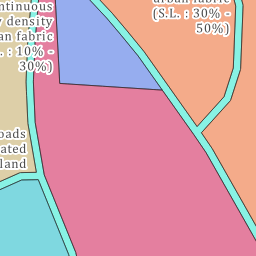 ntinuous
y density
an fabric
. : 10% -
30%)
urban fabric
(S.L. : 30% -
50%)
oads
ated
land